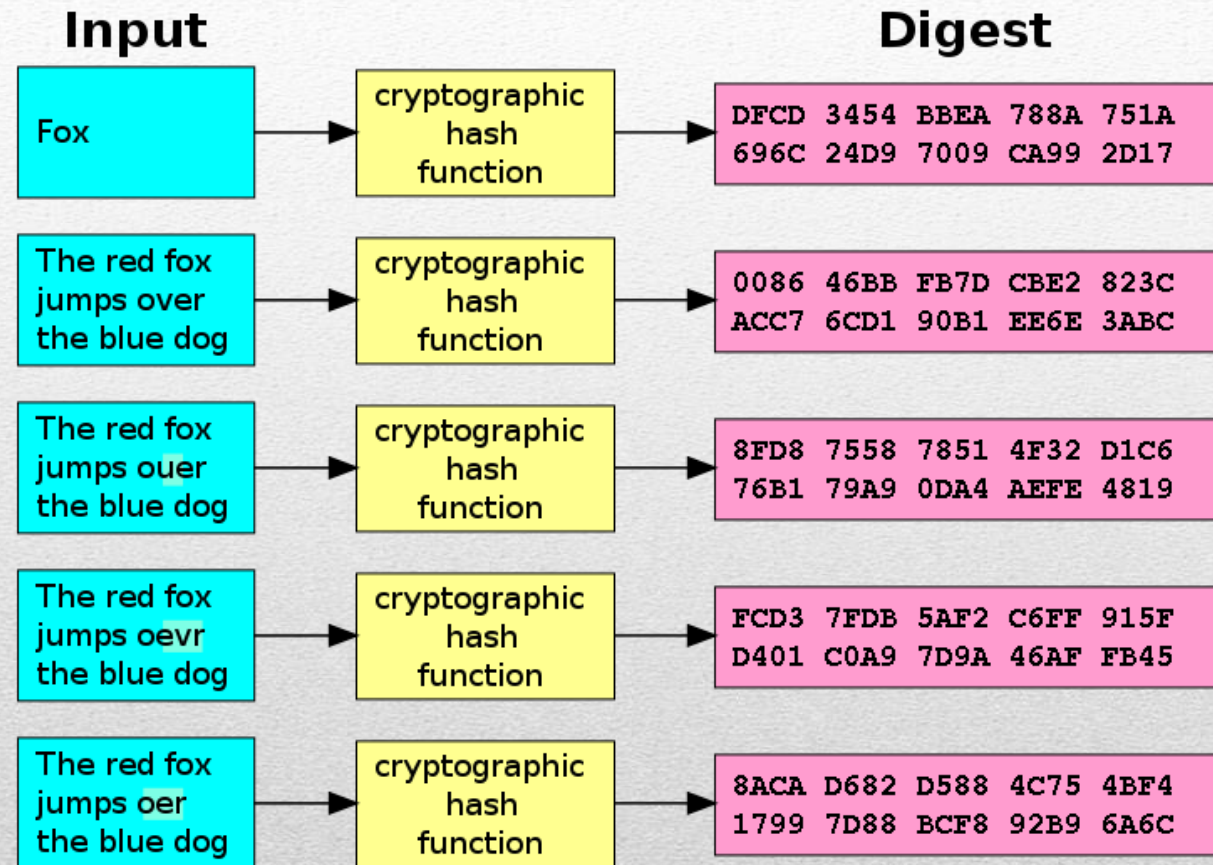 Input
Digest
Fox
cryptographic
hash
function
DFCD 3454 BBEA 788A 751A
696C 24D9 7009 CA99 2D17
The red fox
jumps over
the blue dog
cryptographic
hash
function
0086 46BB FB7D CBE2 823C
ACC7 6CD1 90B1 EE6E 3ABC
The red fox
jumps ouer
the blue dog
cryptographic
hash
function
8FD8 7558 7851 4F32 D1C6
76B1 79A9 0DA4 AEFE 4819
The red fox
jumps oevr
the blue dog
cryptographic
hash
function
FCD3 7FDB 5AF2 C6FF 915F
D401 C0A9 7D9A 46AF FB45
The red fox
jumps oer
the blue dog
cryptographic
hash
function
8ACA D682 D588 4C75 4BF4
1799 7D88 BCF8 92B9 6A6C